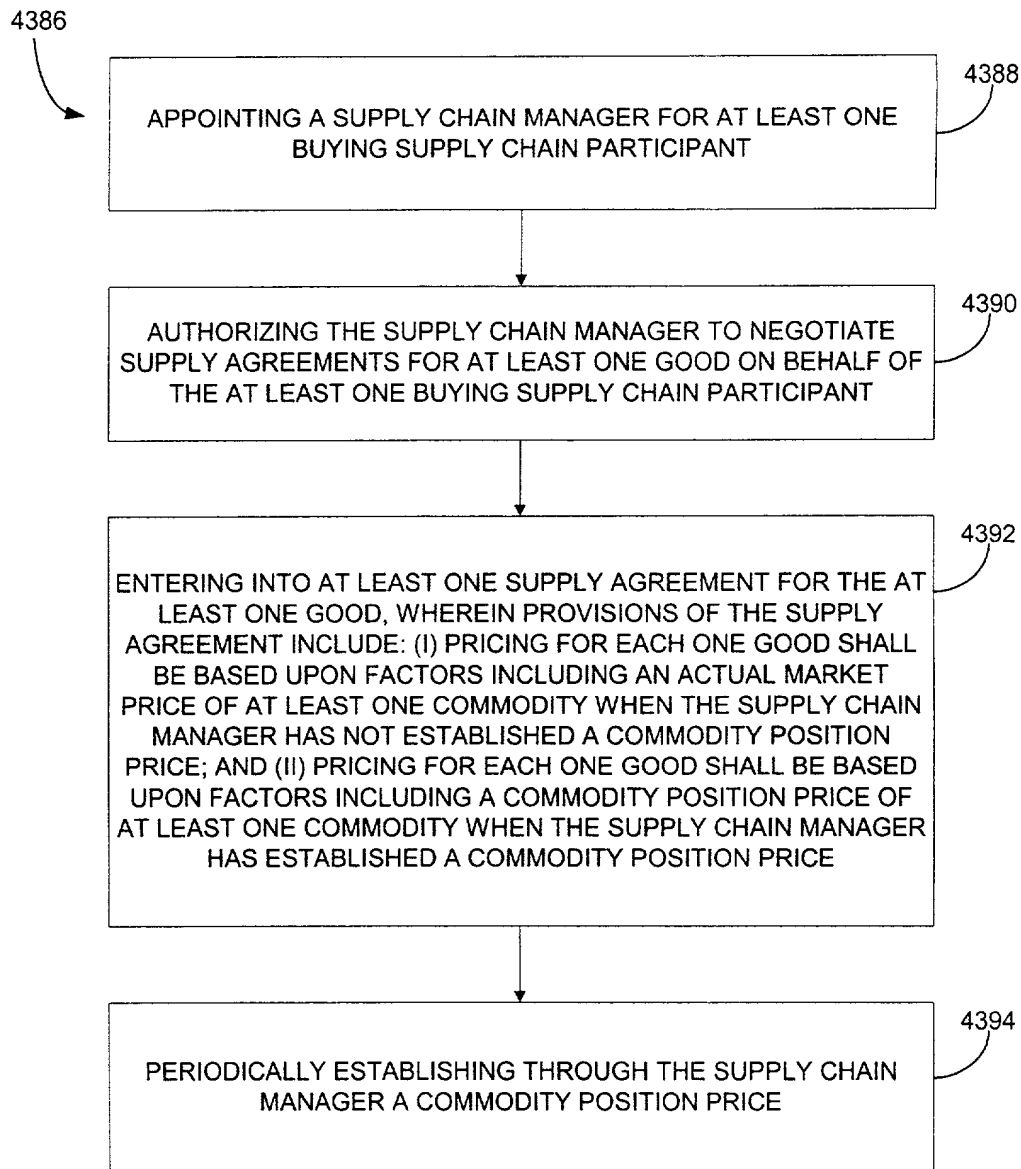 4386
4388
APPOINTING A SUPPLY CHAIN MANAGER FOR AT LEAST ONE
BUYING SUPPLY CHAIN PARTICIPANT
4390
AUTHORIZING THE SUPPLY CHAIN MANAGER TO NEGOTIATE
SUPPLY AGREEMENTS FOR AT LEAST ONE GOOD ON BEHALF OF
THE AT LEAST ONE BUYING SUPPLY CHAIN PARTICIPANT
4392
ENTERING INTO AT LEAST ONE SUPPLY AGREEMENT FOR THE AT
LEAST ONE GOOD, WHEREIN PROVISIONS OF THE SUPPLY
AGREEMENT INCLUDE: (I) PRICING FOR EACH ONE GOOD SHALL
BE BASED UPON FACTORS INCLUDING AN ACTUAL MARKET
PRICE OF AT LEAST ONE COMMODITY WHEN THE SUPPLY CHAIN
MANAGER HAS NOT ESTABLISHED A COMMODITY POSITION
PRICE; AND (II) PRICING FOR EACH ONE GOOD SHALL BE BASED
UPON FACTORS INCLUDING A COMMODITY POSITION PRICE OF
AT LEAST ONE COMMODITY WHEN THE SUPPLY CHAIN MANAGER
HAS ESTABLISHED A COMMODITY POSITION PRICE
4394
PERIODICALLY ESTABLISHING THROUGH THE SUPPLY CHAIN
MANAGER A COMMODITY POSITION PRICE